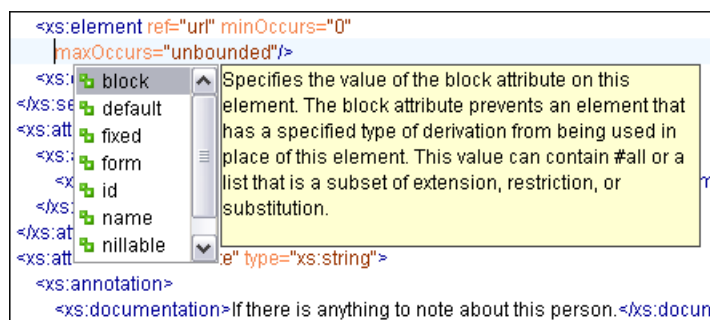 <xs:element ref="url" minOccurs="0"
maxOccurs="unbounded"/>
<xs:
</xs:se
<xs:att
<xs:
<x
</xs:
</xs:at
<xs:att
block
default
fixed
form
id
name
nillable
Specifies the value of the block attribute on this
element. The block attribute prevents an element that
has a specified type of derivation from being used in
place of this element. This value can contain #all or a
list that is a subset of extension, restriction, or
substitution.
e" type="xs:string">
<xs:annotation>
<xs:documentation>If there is anything to note about this person.</xs:docun